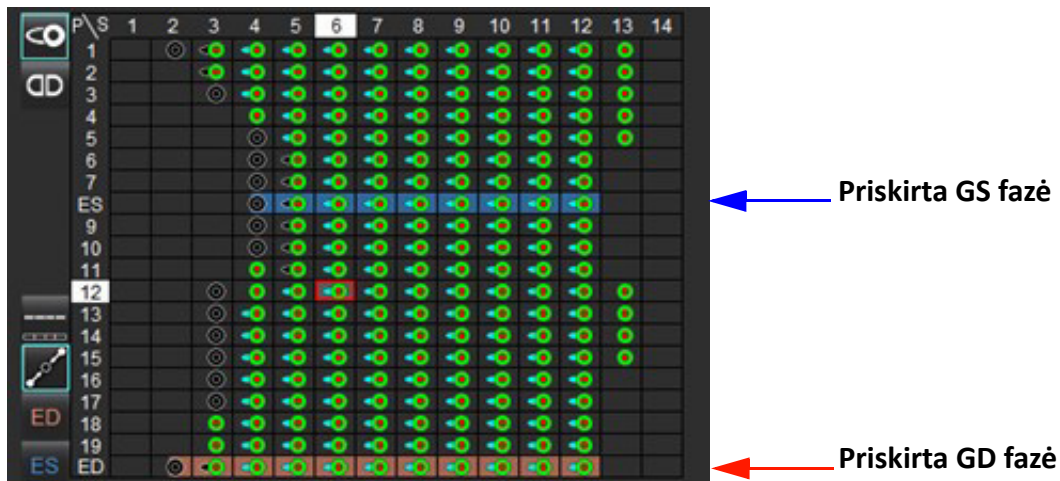 P\S 1 2 3 4 5 6 7 8 9 10 11 12 13 14
1
2
3
4
5
6
7
ES
Priskirta GS fazė
9
10
11
12
13
14
15
16
17
ED 18
19
ES ED
Priskirta GD fazė